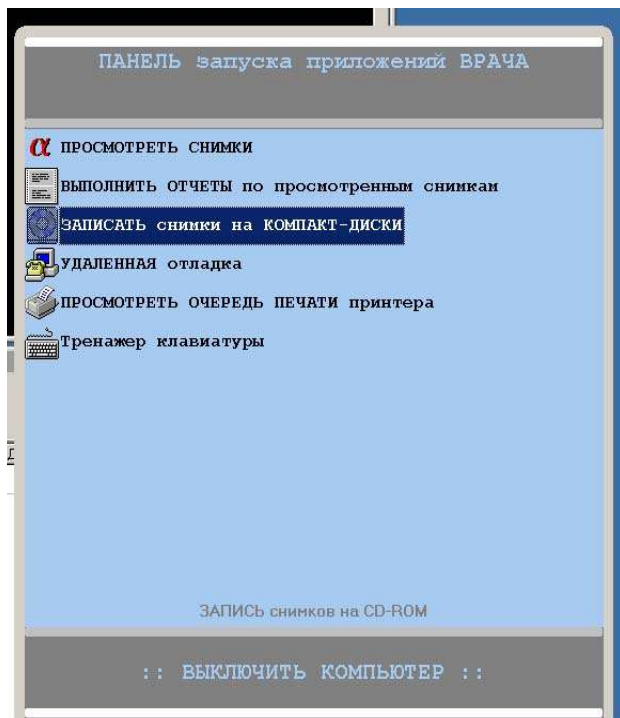 ПАНЕЛЬ запуска приложений ВРАЧА
ПРОСМОТРЕТЬ СНИМКИ
ВЫПОЛНИТЬ ОТЧЕТЫ по просмотренным снимкам
ЗАПИСАТЬ снимки на КОМПАКТ-ДИСКИ
УДАЛЕННАЯ отладка
ПРОСМОТРЕТЬ ОЧЕРЕДЬ ПЕЧАТИ принтера
Тренажер клавиатуры
ЗАПИСЬ снимков на CD-ROM
:: ВЫКЛЮЧИТЬ КОМПЬЮТЕР ::